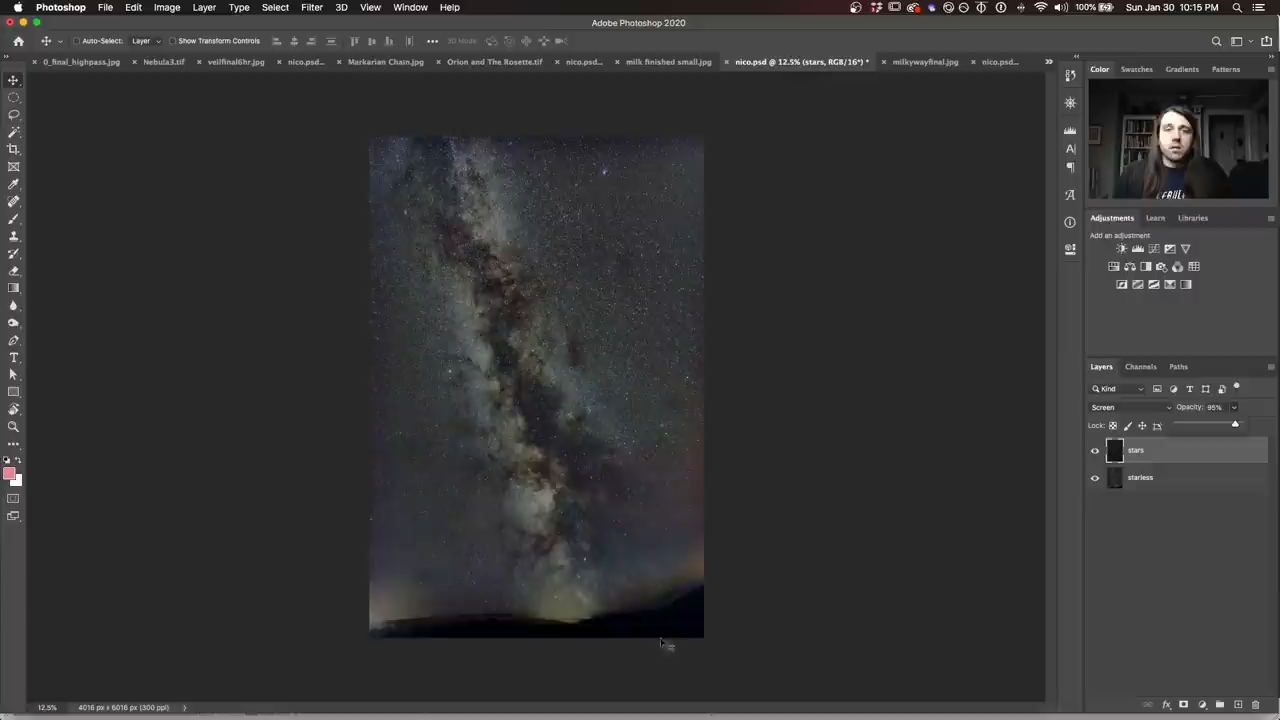 Photoshop File Edit Image Layer Type Select Filter 3D View Window Help 100% Sun Jan 30 10:15 PM
Adobe Photoshop 2020
Auto-Select: Layer Show Transform Controls 3D Mode:
0_final_highpass.jpg Nebula3.tif veilfinal6hr.jpg nico.psd... Markarian Chain.jpg Orion and The Rosette.tif nico.psd... milk finished small.jpg nico.psd @ 12.5% (stars, RGB/16*) * milkywayfinal.jpg nico.psd...
Color Swatches Gradients Patterns
Adjustments Learn Libraries
Add an adjustment
Layers Channels Paths
Kind
Screen Opacity: 95%
Lock:
stars
starless
12.5% 4016 px x 6016 px (300 ppi)